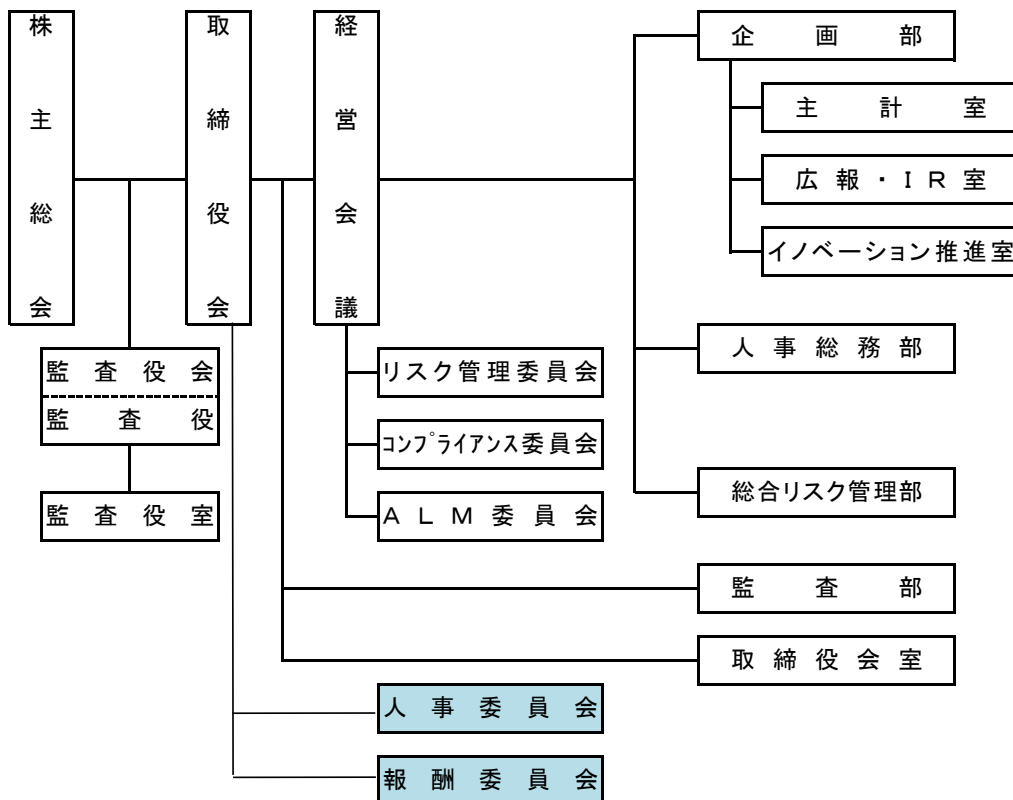 株主総会
取締役会
経営会議
企画部
主計室
広報・ＩＲ室
イノベーション推進室
監査役会
監査役
監査役室
リスク管理委員会
コンプライアンス委員会
ＡＬＭ委員会
人事総務部
総合リスク管理部
監査部
取締役会室
人事委員会
報酬委員会